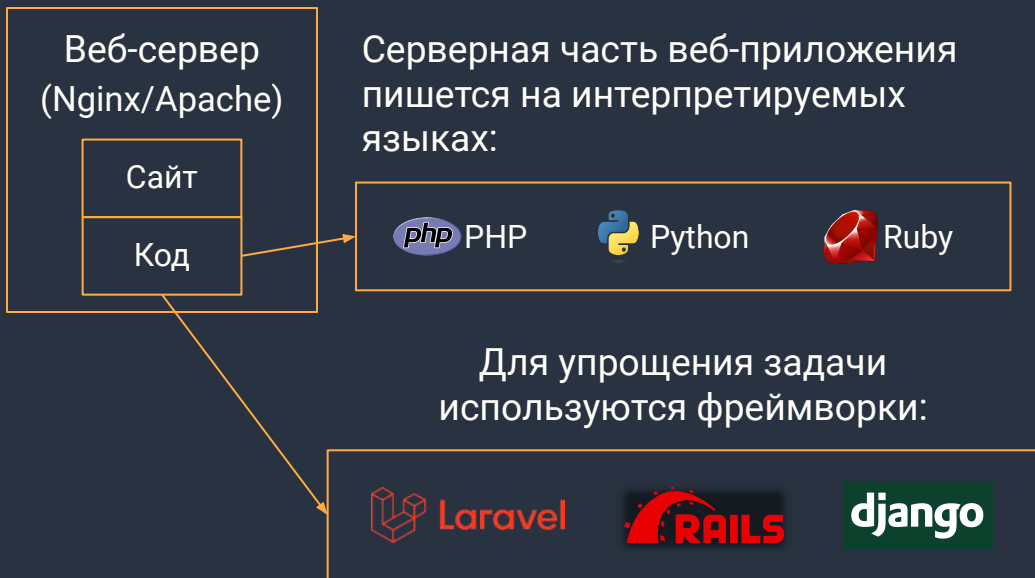 Веб-сервер
(Nginx/Apache)
Сайт
Код
Серверная часть веб-приложения
пишется на интерпретируемых
языках:
php PHP
Python
Ruby
Для упрощения задачи
используются фреймворки:
Laravel
RAILS
django